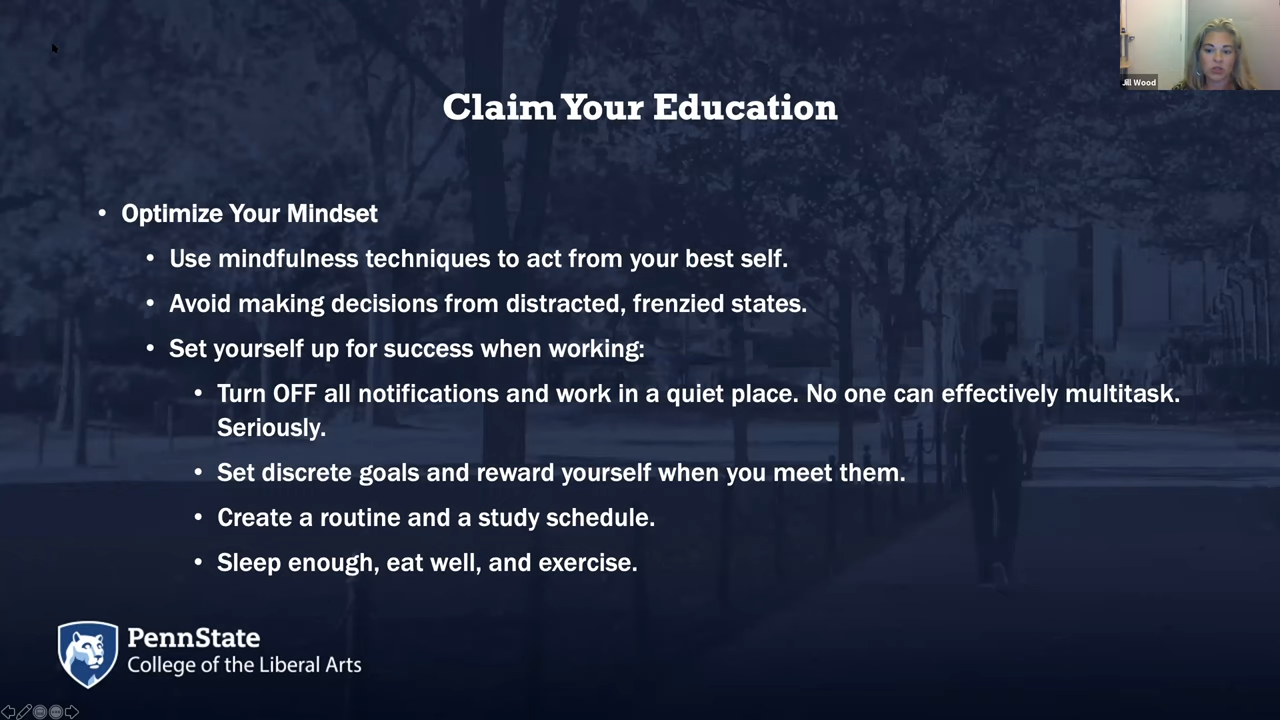 Jill Wood
Claim Your Education
• Optimize Your Mindset
• Use mindfulness techniques to act from your best self.
• Avoid making decisions from distracted, frenzied states.
• Set yourself up for success when working:
• Turn OFF all notifications and work in a quiet place. No one can effectively multitask.
Seriously.
• Set discrete goals and reward yourself when you meet them.
• Create a routine and a study schedule.
• Sleep enough, eat well, and exercise.
PennState
College of the Liberal Arts